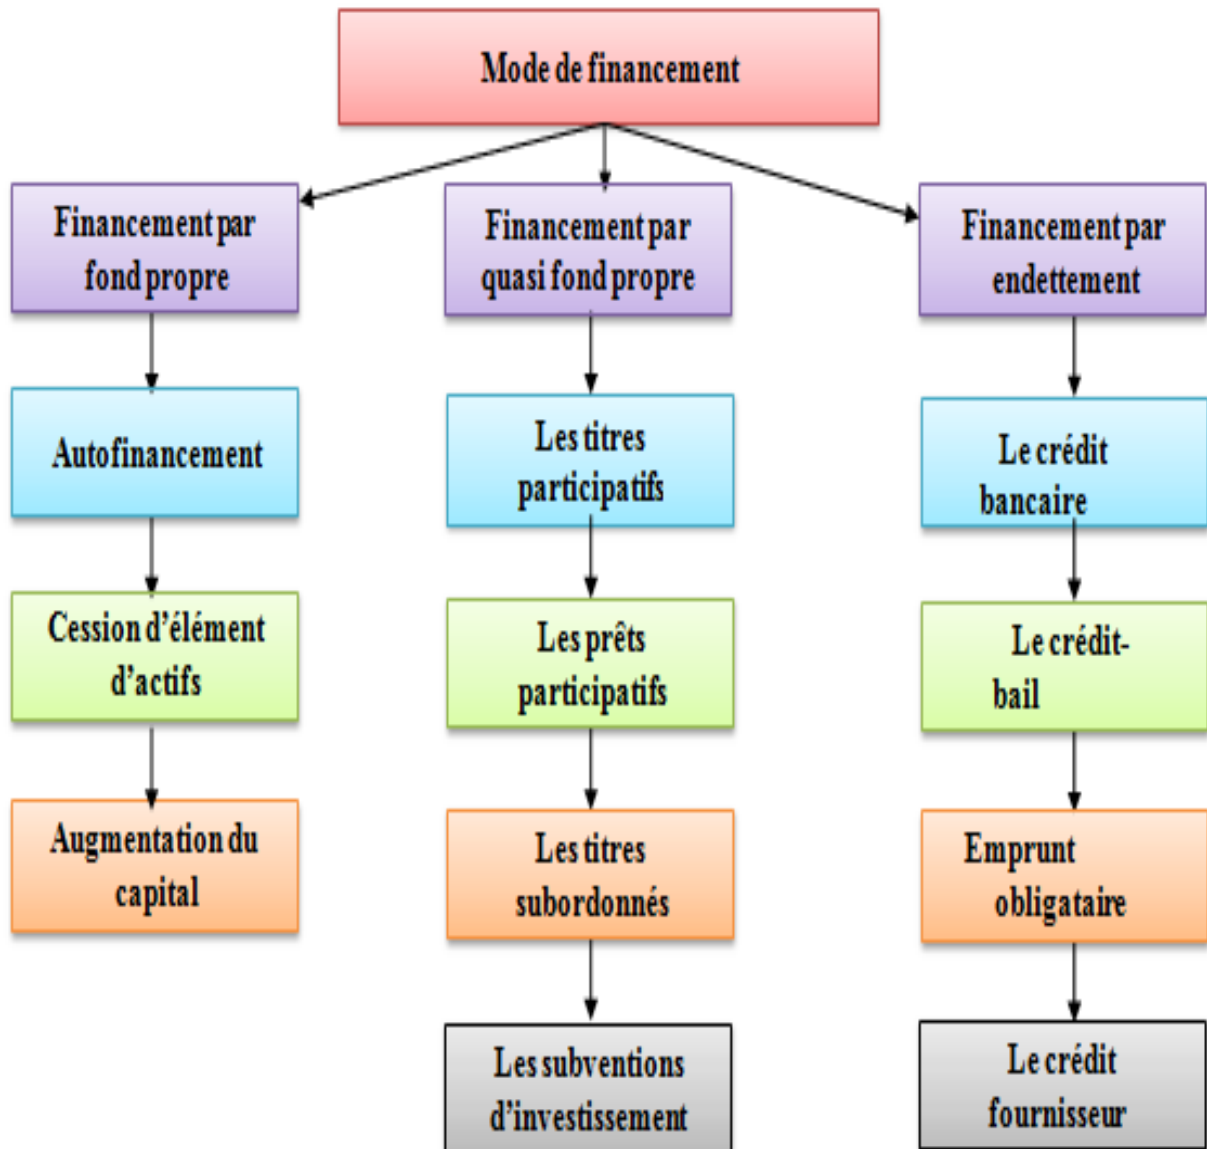 Mode de financement
Financement par
fond propre
Financement par
quasi fond propre
Financement par
endettement
Autofinancement
Les titres
participatifs
Le crédit
bancaire
Cession d’élément
d’actifs
Les prêts
participatifs
Le crédit-
bail
Augmentation du
capital
Les titres
subordonnés
Emprunt
obligataire
Les subventions
d’investissement
Le crédit
fournisseur